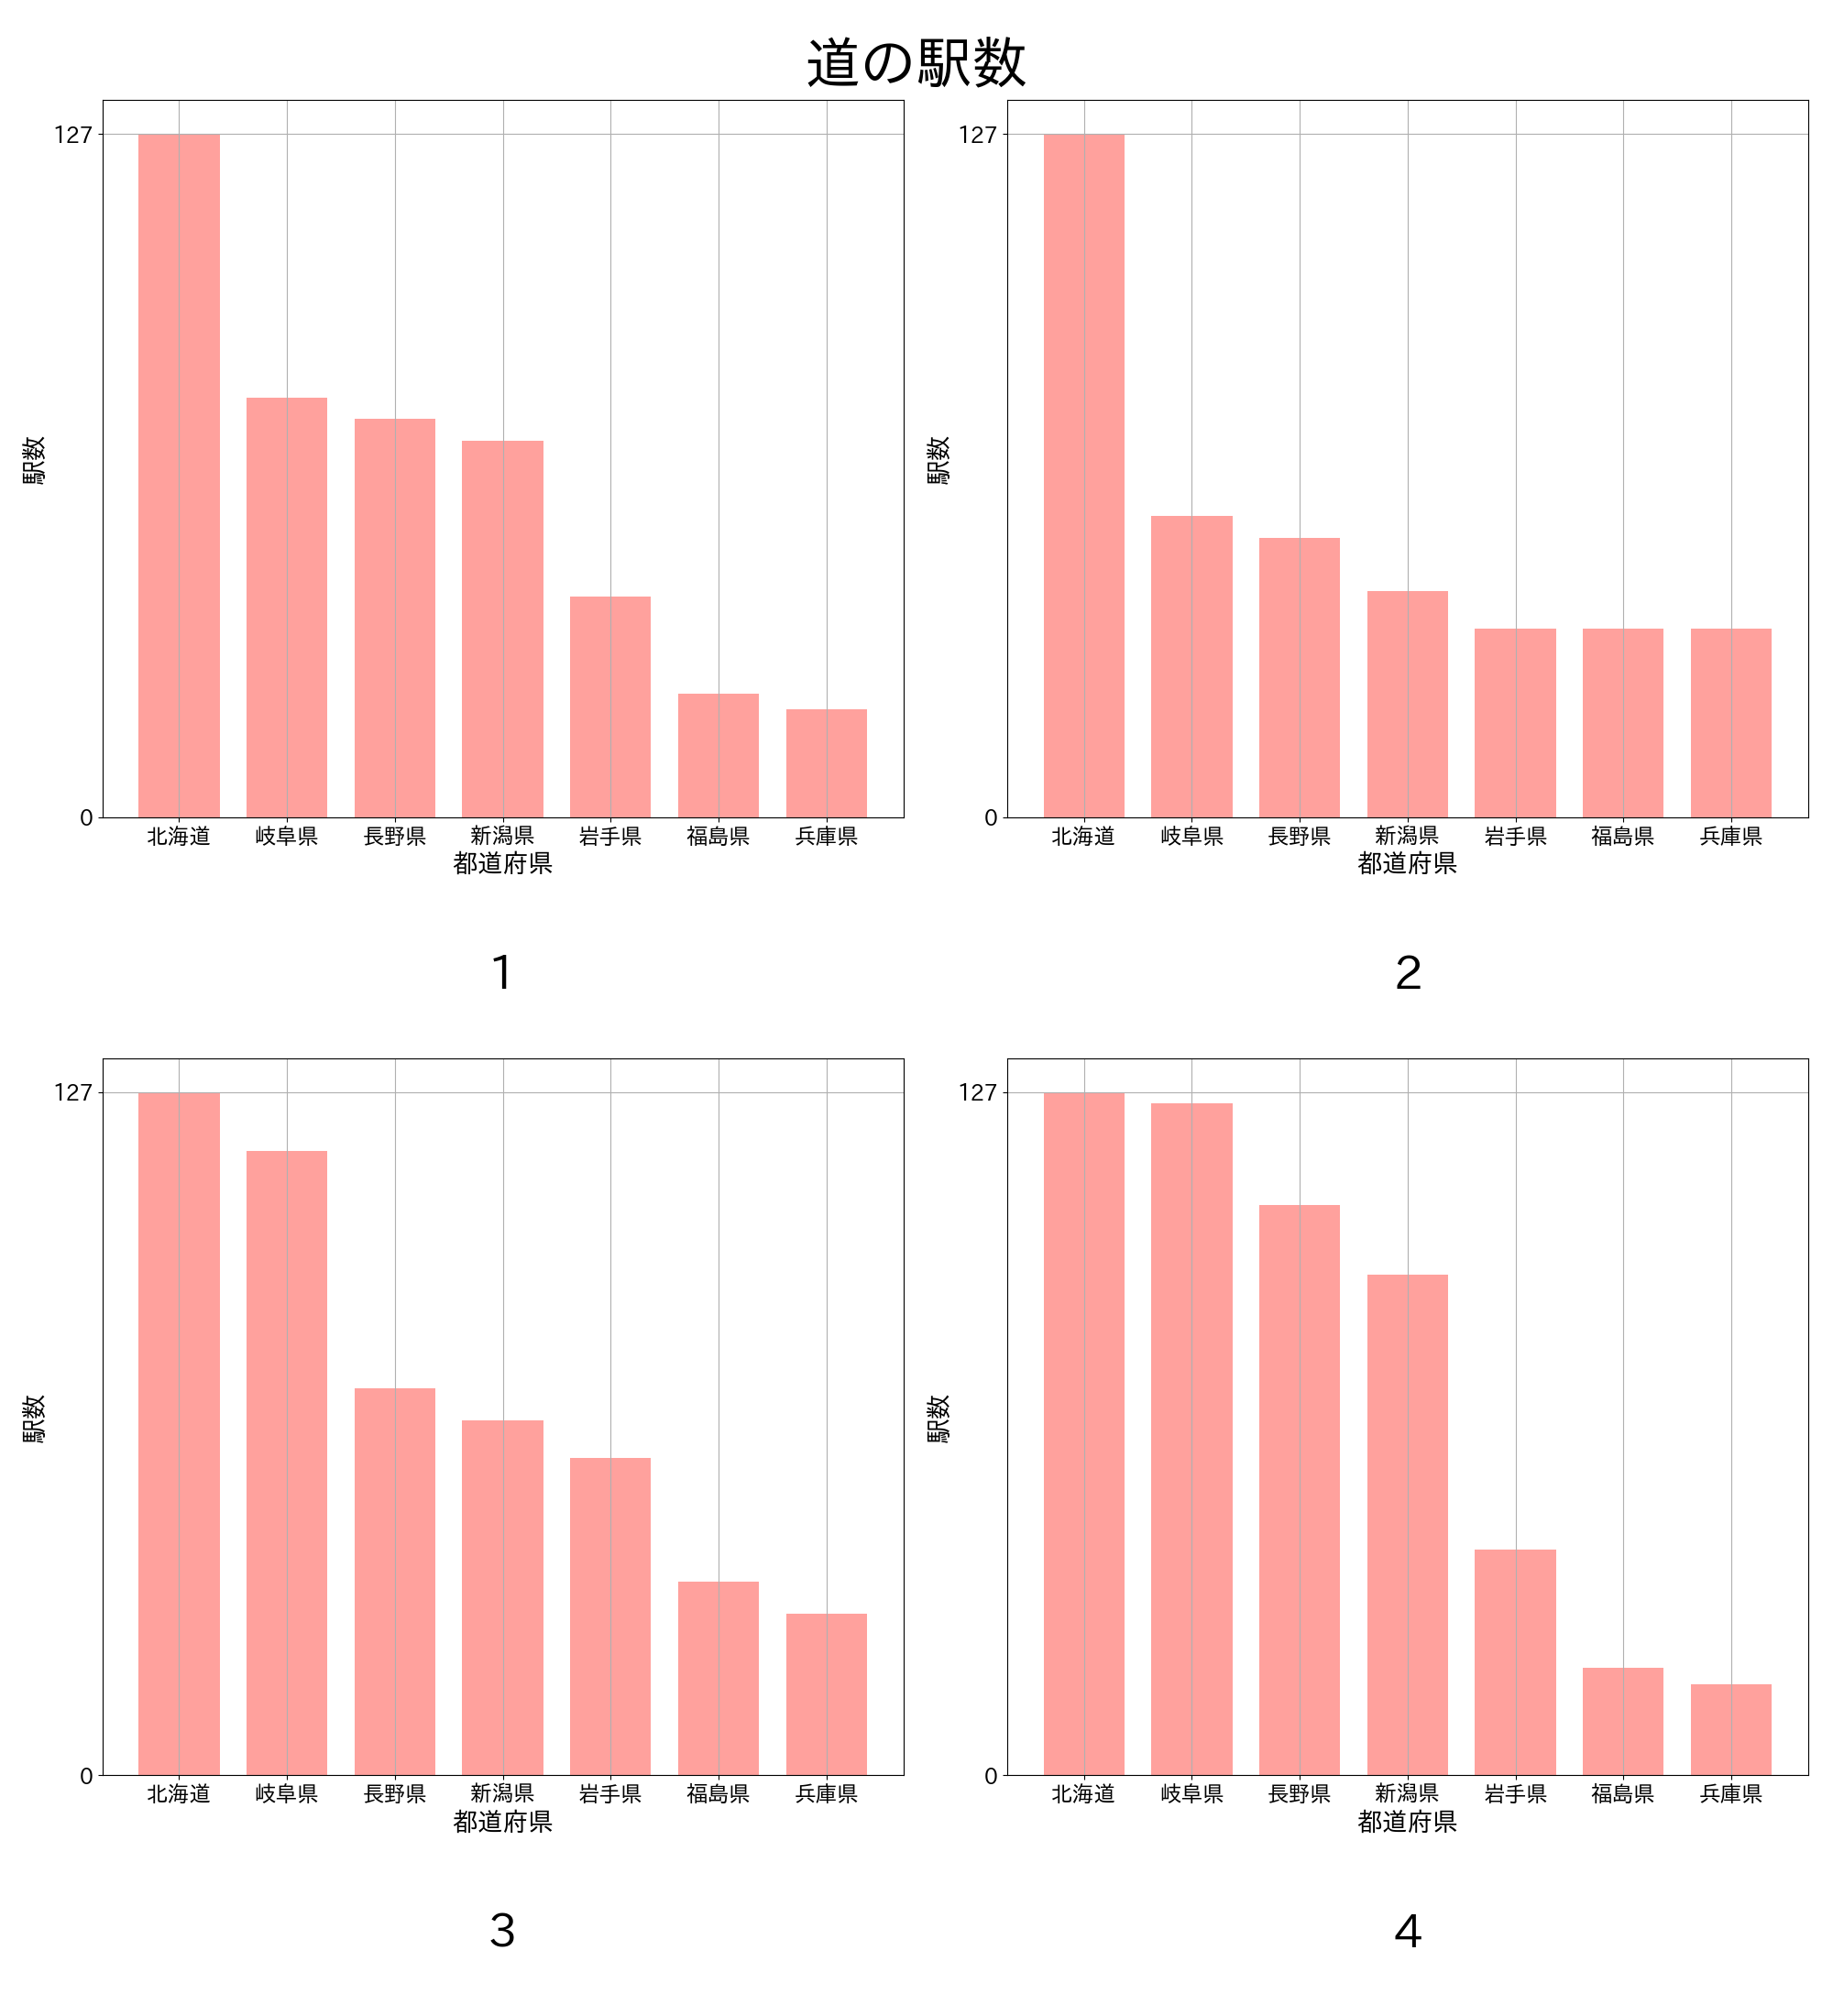 道の駅数
127
0
駅数
北海道 岐阜県 長野県 新潟県 岩手県 福島県 兵庫県
都道府県
1
127
0
駅数
北海道 岐阜県 長野県 新潟県 岩手県 福島県 兵庫県
都道府県
2
127
0
駅数
北海道 岐阜県 長野県 新潟県 岩手県 福島県 兵庫県
都道府県
3
127
0
駅数
北海道 岐阜県 長野県 新潟県 岩手県 福島県 兵庫県
都道府県
4